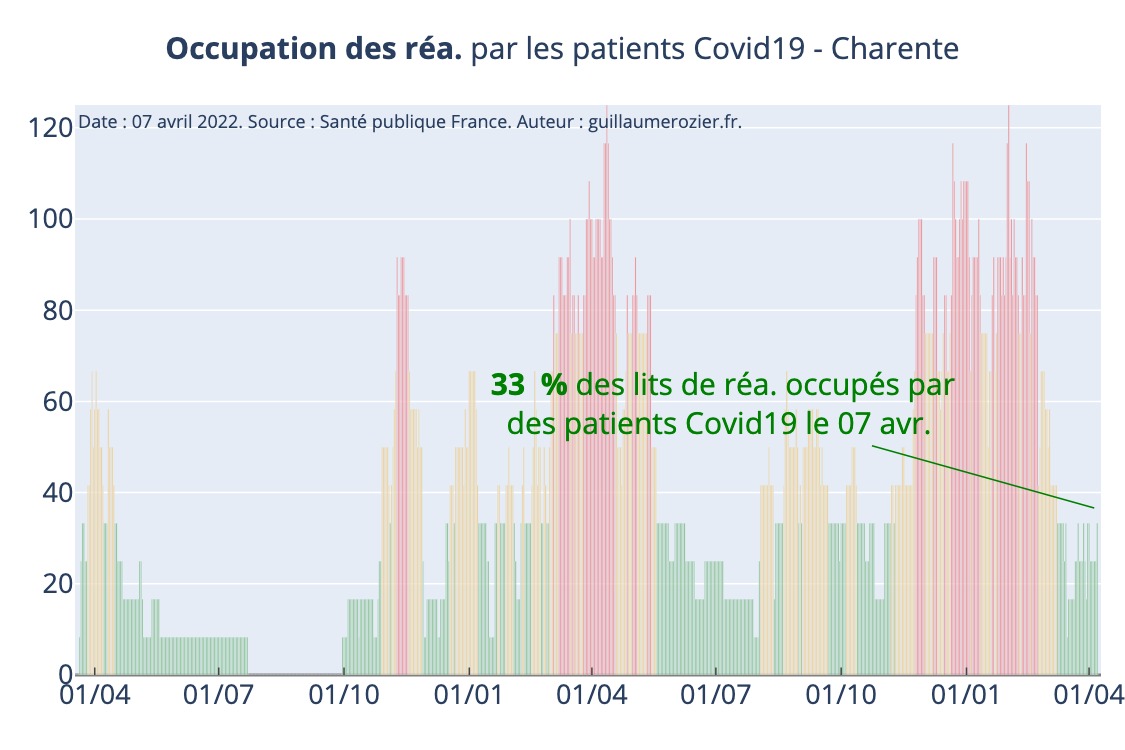 Occupation des réa. par les patients Covid19 - Charente
Date : 07 avril 2022. Source : Santé publique France. Auteur : guillaumerozier.fr.
120
100
80
60
40
20
0
33 % des lits de réa. occupés par
des patients Covid19 le 07 avr.
01/04 01/07 01/10 01/01 01/04 01/07 01/10 01/01 01/04